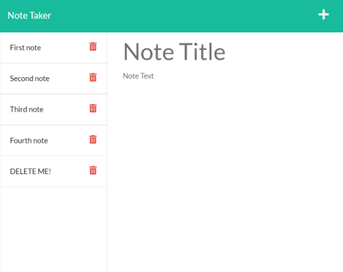 Note Taker
First note
Second note
Third note
Fourth note
DELETE ME!
Note Title
Note Text